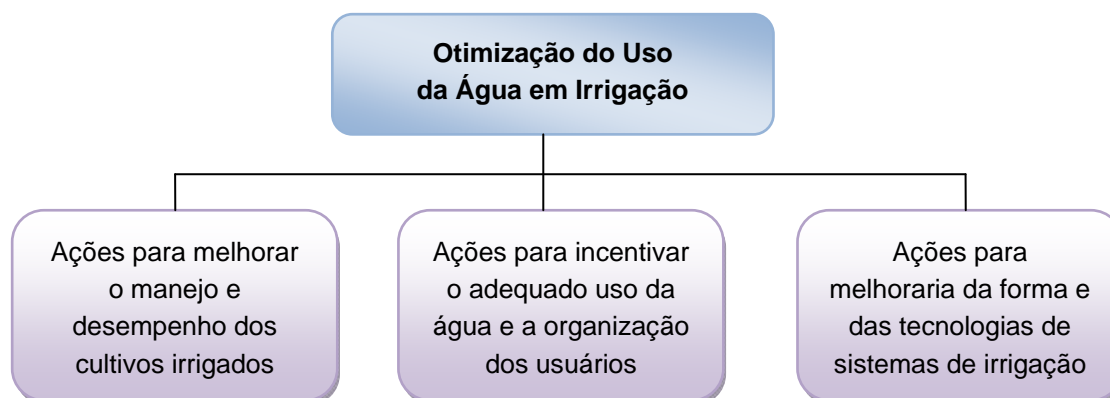 Otimização do Uso
da Água em Irrigação
Ações para melhorar
o manejo e
desempenho dos
cultivos irrigados
Ações para incentivar
o adequado uso da
água e a organização
dos usuários
Ações para
melhoraria da forma e
das tecnologias de
sistemas de irrigação